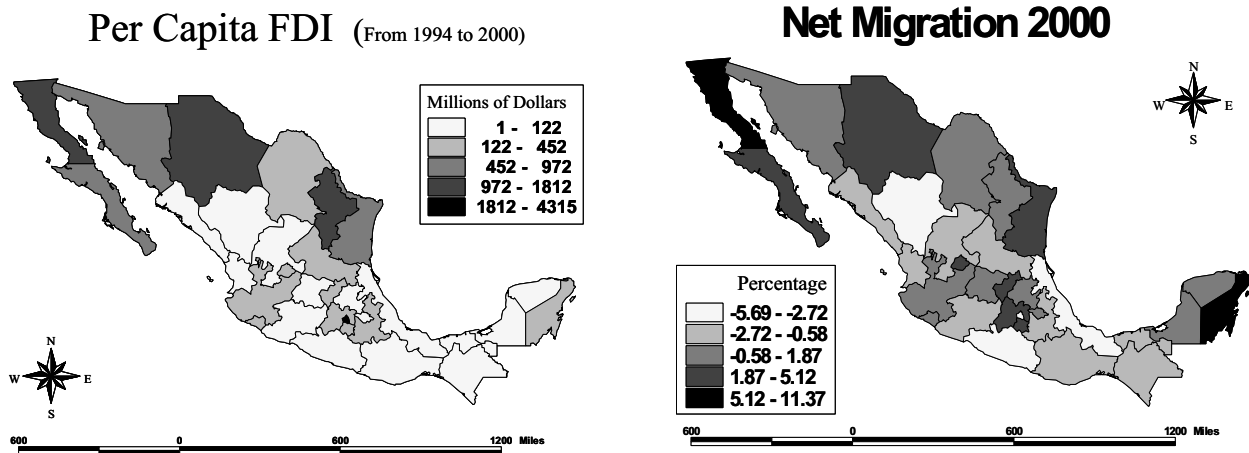 Per Capita FDI (From 1994 to 2000)
Millions of Dollars
1 - 122
122 - 452
452 - 972
972 - 1812
1812 - 4315
N
W E
S
600 0 600 1200 Miles
Net Migration 2000
N
W E
S
Percentage
-5.69 - -2.72
-2.72 - -0.58
-0.58 - 1.87
1.87 - 5.12
5.12 - 11.37
600 0 600 1200 Miles